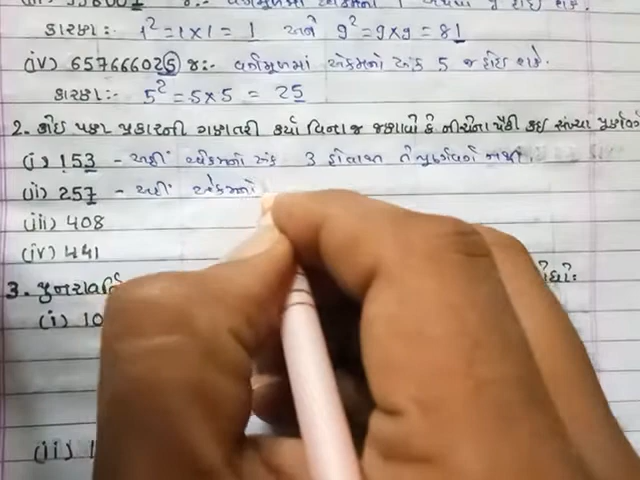 કારણ :- 1² = 1 × 1 = 1 અને 9² = 9 × 9 = 81
(iv) 657666025 જ:- વર્ગમૂળમાં એકમનો અંક 5 જ હોઈ શકે.
કારણ :- 5² = 5 × 5 = 25
2. કોઈ પણ પ્રકારની ગણતરી કર્યા વિના જ જણાવો કે નીચેના પૈકી કઈ સંખ્યા પૂર્ણવર્ગ
(i) 153 - અહીં એકમનો અંક 3 હોવાથી તે પૂર્ણવર્ગ નથી.
(ii) 257 - અહીં એકમનો
(iii) 408
(iv) 441
3. પુનરાવર્તિ
(i) 10
(ii) 1